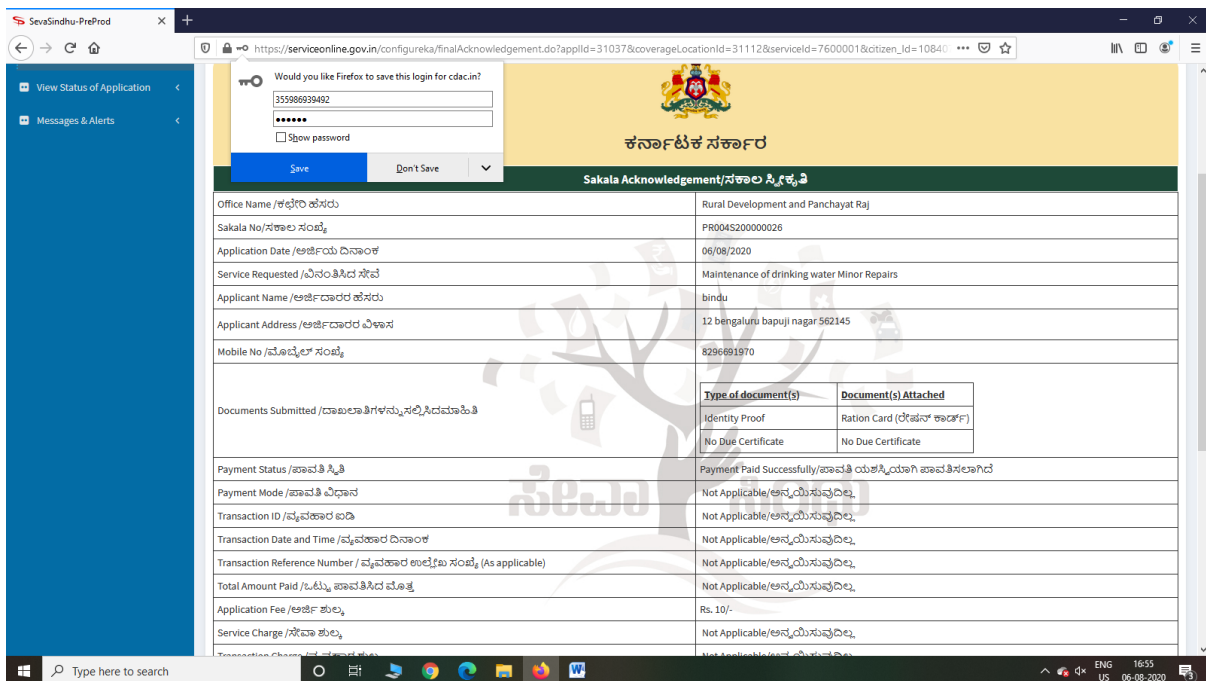 SevaSindhu-PreProd
https://serviceonline.gov.in/configureka/finalAcknowledgement.do?applId=31037&coverageLocationId=31112&serviceId=7600001&citizen_Id=10840
View Status of Application
Messages & Alerts
Would you like Firefox to save this login for cdac.in?
355986939492
••••••
Show password
Save Don't Save
ಕರ್ನಾಟಕ ಸರ್ಕಾರ
Sakala Acknowledgement/ಸಕಾಲ ಸ್ವೀಕೃತಿ
Office Name /ಕಛೇರಿ ಹೆಸರು Rural Development and Panchayat Raj
Sakala No/ಸಕಾಲ ಸಂಖ್ಯೆ PR004S200000026
Application Date /ಅರ್ಜಿಯ ದಿನಾಂಕ 06/08/2020
Service Requested /ವಿನಂತಿಸಿದ ಸೇವೆ Maintenance of drinking water Minor Repairs
Applicant Name /ಅರ್ಜಿದಾರರ ಹೆಸರು bindu
Applicant Address /ಅರ್ಜಿದಾರರ ವಿಳಾಸ 12 bengaluru bapuji nagar 562145
Mobile No /ಮೊಬೈಲ್ ಸಂಖ್ಯೆ 8296691970
Documents Submitted /ದಾಖಲಾತಿಗಳನ್ನುಸಲ್ಲಿಸಿದಮಾಹಿತಿ
Type of document(s) Document(s) Attached
Identity Proof Ration Card (ರೇಷನ್ ಕಾರ್ಡ್)
No Due Certificate No Due Certificate
Payment Status /ಪಾವತಿ ಸ್ಥಿತಿ Payment Paid Successfully/ಪಾವತಿ ಯಶಸ್ವಿಯಾಗಿ ಪಾವತಿಸಲಾಗಿದೆ
Payment Mode /ಪಾವತಿ ವಿಧಾನ Not Applicable/ಅನ್ವಯಿಸುವುದಿಲ್ಲ
ಸೇವಾ ಸಿಂಧು
Transaction ID /ವ್ಯವಹಾರ ಐಡಿ Not Applicable/ಅನ್ವಯಿಸುವುದಿಲ್ಲ
Transaction Date and Time /ವ್ಯವಹಾರ ದಿನಾಂಕ Not Applicable/ಅನ್ವಯಿಸುವುದಿಲ್ಲ
Transaction Reference Number / ವ್ಯವಹಾರ ಉಲ್ಲೇಖ ಸಂಖ್ಯೆ (As applicable) Not Applicable/ಅನ್ವಯಿಸುವುದಿಲ್ಲ
Total Amount Paid /ಒಟ್ಟು ಪಾವತಿಸಿದ ಮೊತ್ತ Not Applicable/ಅನ್ವಯಿಸುವುದಿಲ್ಲ
Application Fee /ಅರ್ಜಿ ಶುಲ್ಕ Rs. 10/-
Service Charge /ಸೇವಾ ಶುಲ್ಕ Not Applicable/ಅನ್ವಯಿಸುವುದಿಲ್ಲ
Type here to search
ENG 16:55
US 06-08-2020